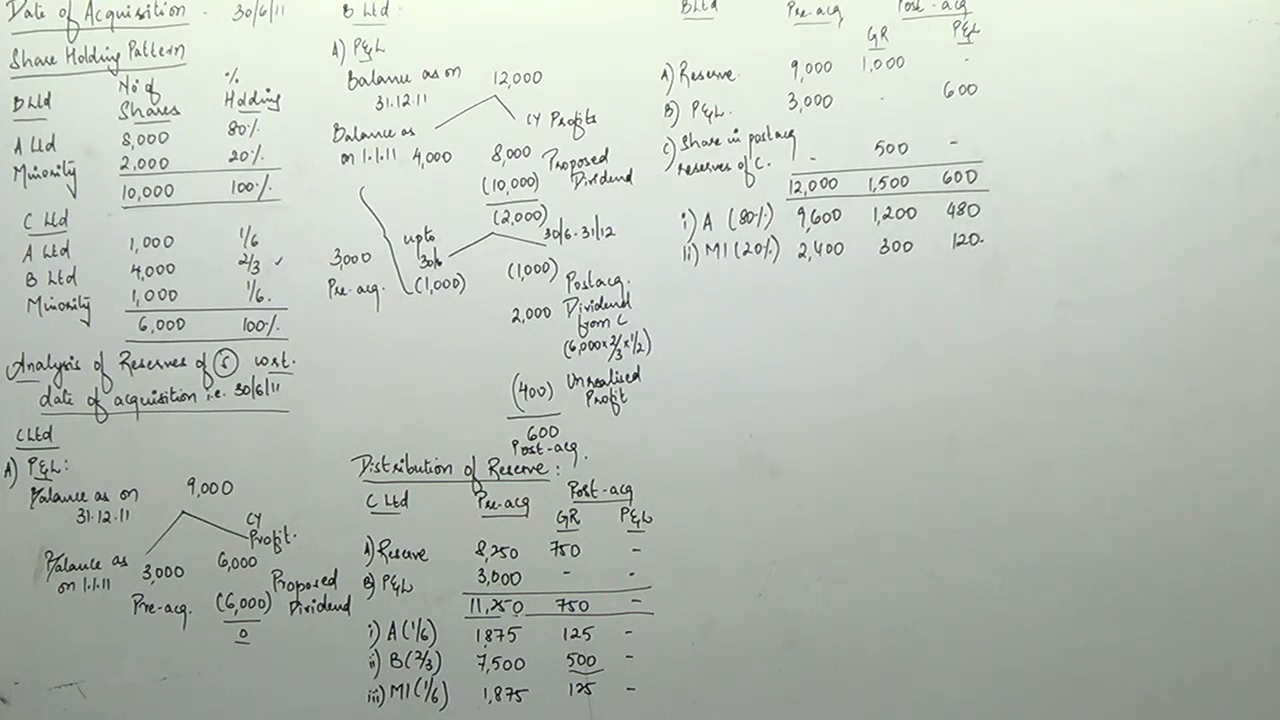 Date of Acquisition - 30/6/11
Share Holding Pattern
B Ltd No of Shares % Holding
A Ltd 8,000 80%
Minority 2,000 20%
10,000 100%
C Ltd
A Ltd 1,000 1/6
B Ltd 4,000 2/3 ✓
Minority 1,000 1/6
6,000 100%
Analysis of Reserves of (S) w.r.t.
date of acquisition i.e. 30/6/11
C Ltd
A) P&L:
Balance as on 9,000
31.12.11
CY Profit.
Balance as 3,000 6,000
on 1.1.11
Pre-acq. (6,000) Proposed Dividend
0
B Ltd:
A) P&L
Balance as on 12,000
31.12.11
CY Profits
Balance as
on 1.1.11 4,000 8,000
(10,000) Proposed Dividend
(2,000)
upto 30/6 30/6-31/12
3,000
Pre-acq. (1,000) (1,000) Post acq.
2,000 Dividend from C
(6,000 x 2/3 x 1/2)
(400) Unrealised Profit
600
Post-acq.
Distribution of Reserve:
C Ltd Pre-acq Post-acq
GR P&L
A) Reserve 8,250 750 -
B) P&L 3,000 - -
11,250 750 -
i) A (1/6) 1,875 125 -
ii) B (2/3) 7,500 500 -
iii) MI (1/6) 1,875 125 -
B Ltd Pre-acq Post-acq
GR P&L
A) Reserve. 9,000 1,000 -
B) P&L. 3,000 . 600
C) Share in post acq
reserves of C. - 500 -
12,000 1,500 600
i) A (80%) 9,600 1,200 480
ii) MI (20%) 2,400 300 120.